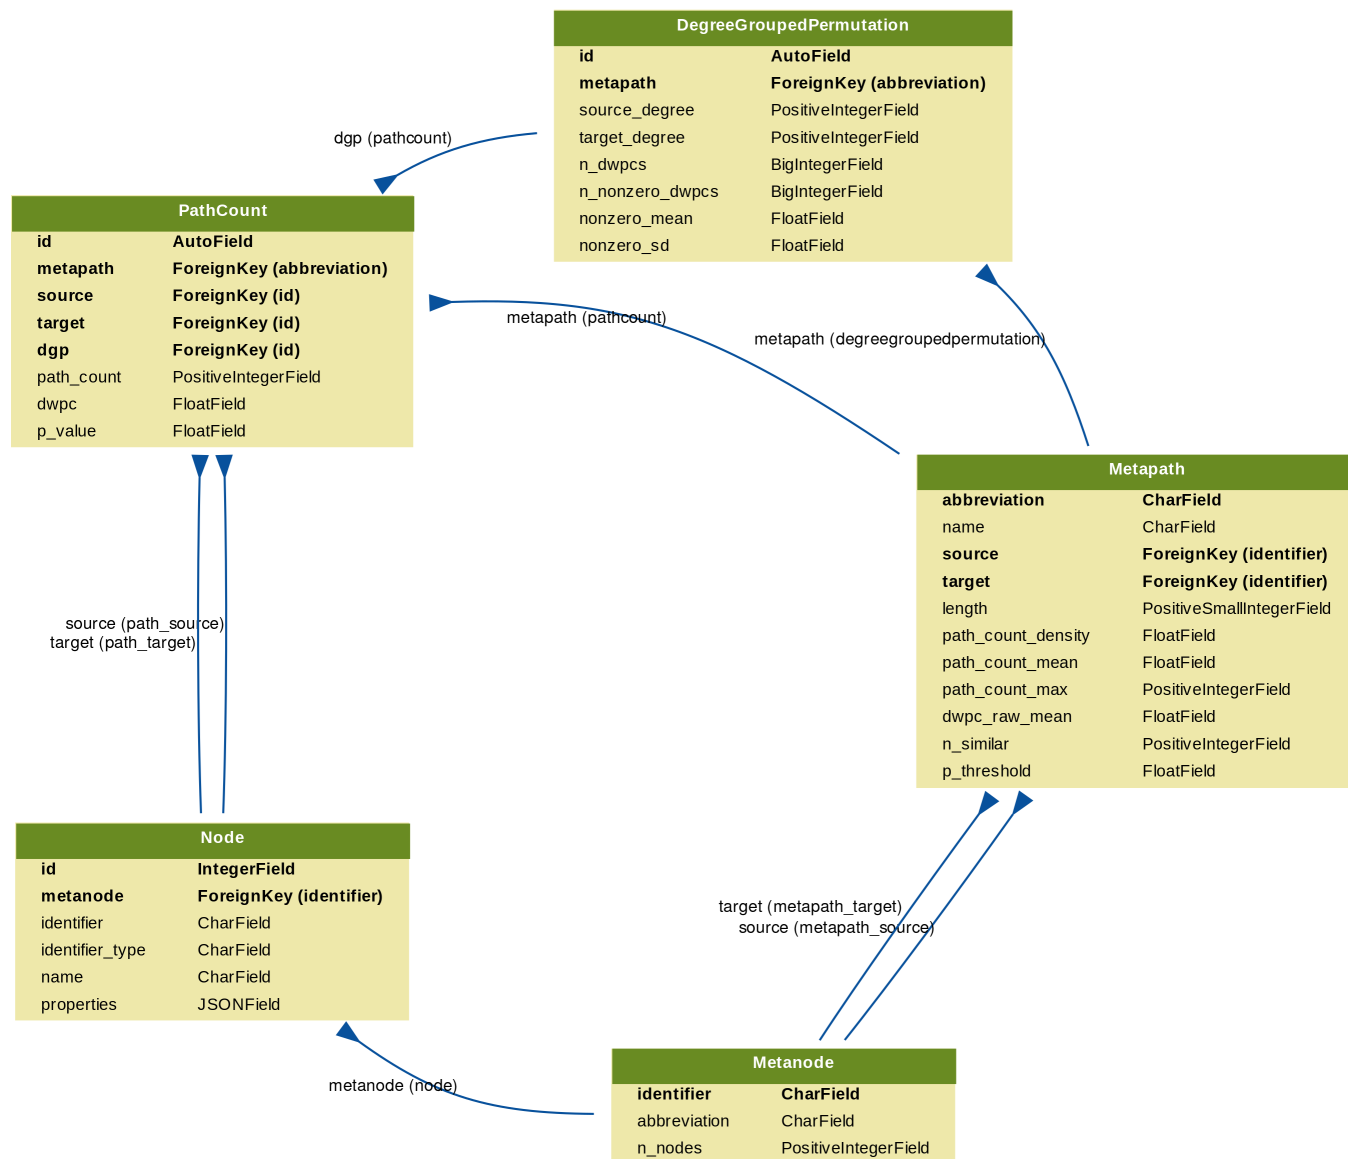 DegreeGroupedPermutation
id AutoField
metapath ForeignKey (abbreviation)
source_degree PositiveIntegerField
target_degree PositiveIntegerField
n_dwpcs BigIntegerField
n_nonzero_dwpcs BigIntegerField
nonzero_mean FloatField
nonzero_sd FloatField
dgp (pathcount)
PathCount
id AutoField
metapath ForeignKey (abbreviation)
source ForeignKey (id)
target ForeignKey (id)
dgp ForeignKey (id)
path_count PositiveIntegerField
dwpc FloatField
p_value FloatField
metapath (pathcount)
metapath (degreegroupedpermutation)
Metapath
abbreviation CharField
name CharField
source ForeignKey (identifier)
target ForeignKey (identifier)
length PositiveSmallIntegerField
path_count_density FloatField
path_count_mean FloatField
path_count_max PositiveIntegerField
dwpc_raw_mean FloatField
n_similar PositiveIntegerField
p_threshold FloatField
source (path_source)
target (path_target)
Node
id IntegerField
metanode ForeignKey (identifier)
identifier CharField
identifier_type CharField
name CharField
properties JSONField
target (metapath_target)
source (metapath_source)
metanode (node)
Metanode
identifier CharField
abbreviation CharField
n_nodes PositiveIntegerField